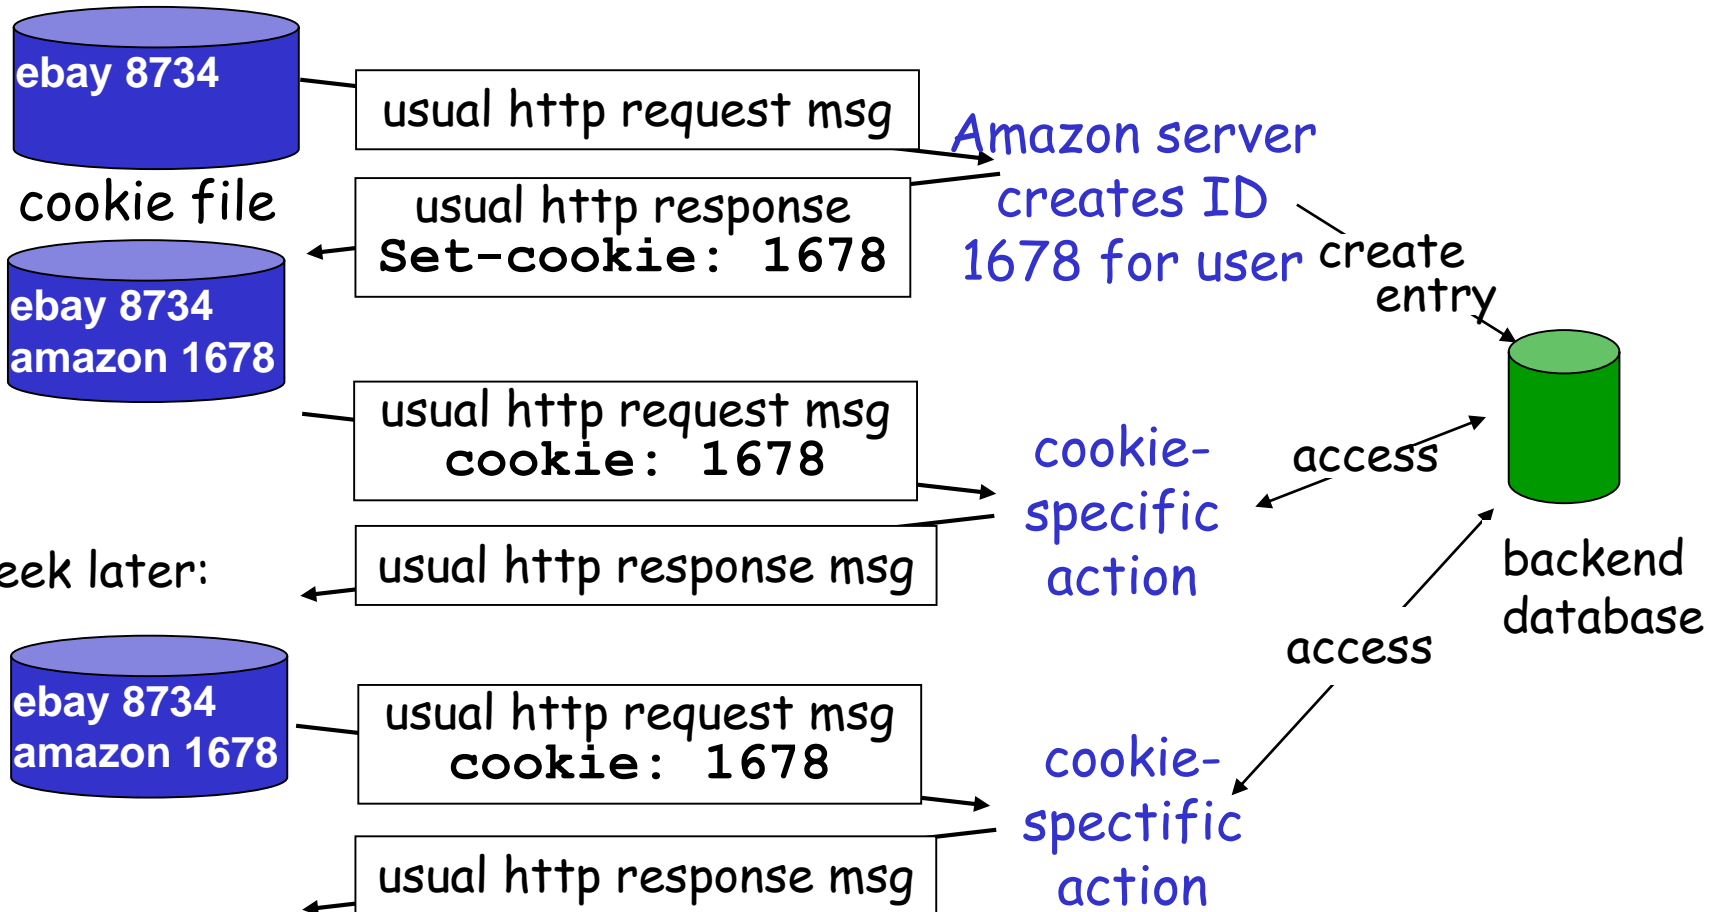 ebay 8734
usual http request msg
Amazon server
creates ID
1678 for user
cookie file
usual http response
Set-cookie: 1678
create
entry
ebay 8734
amazon 1678
usual http request msg
cookie: 1678
cookie-
specific
action
access
usual http response msg
eek later:
backend
database
access
ebay 8734
amazon 1678
usual http request msg
cookie: 1678
cookie-
spectific
action
usual http response msg